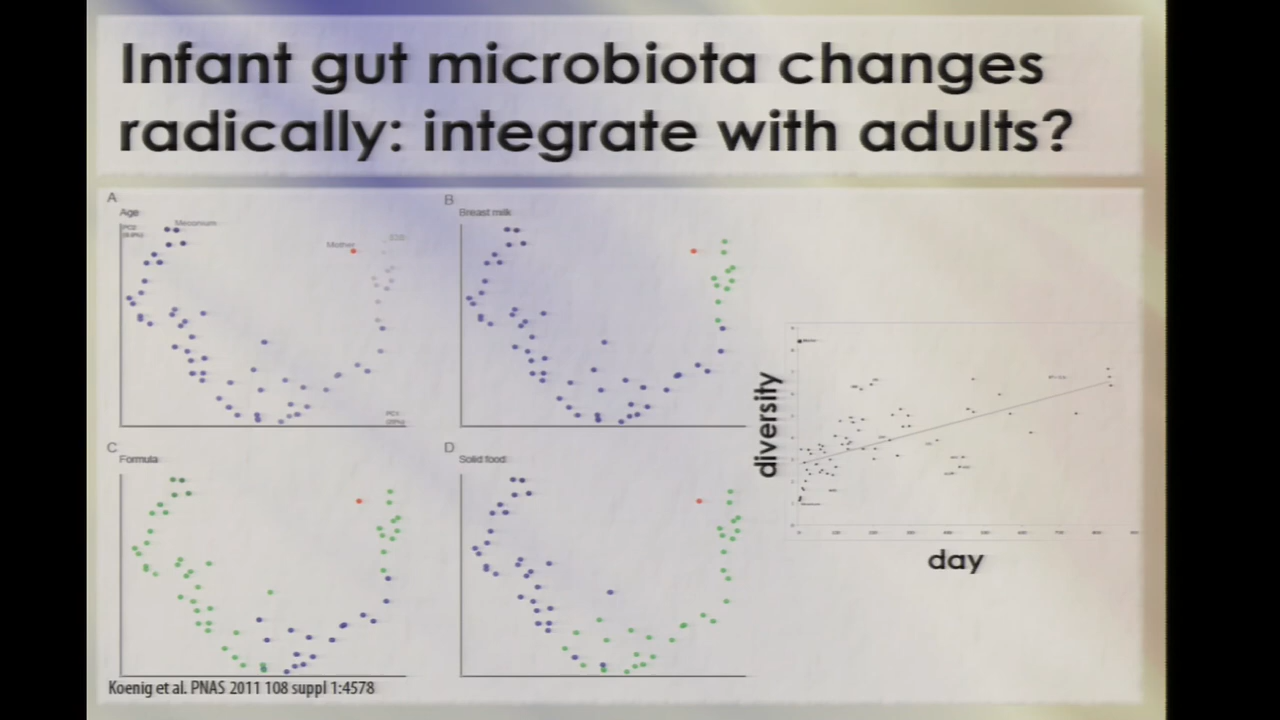 Infant gut microbiota changes
radically: integrate with adults?
A
Age
Meconium
Mother
PC1
B
Breast milk
C
Formula
D
Solid food
diversity
day
Koenig et al. PNAS 2011 108 suppl 1:4578